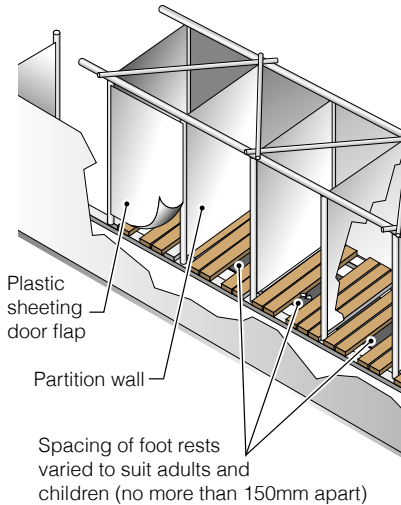 Plastic
sheeting
door flap
Partition wall
Spacing of foot rests
varied to suit adults and
children (no more than 150mm apart)